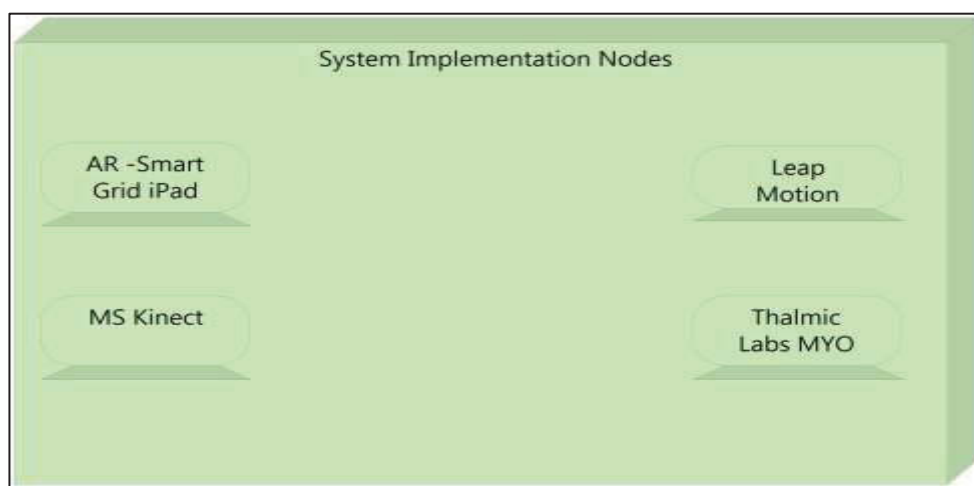 System Implementation Nodes
AR -Smart
Grid iPad
Leap
Motion
MS Kinect
Thalmic
Labs MYO